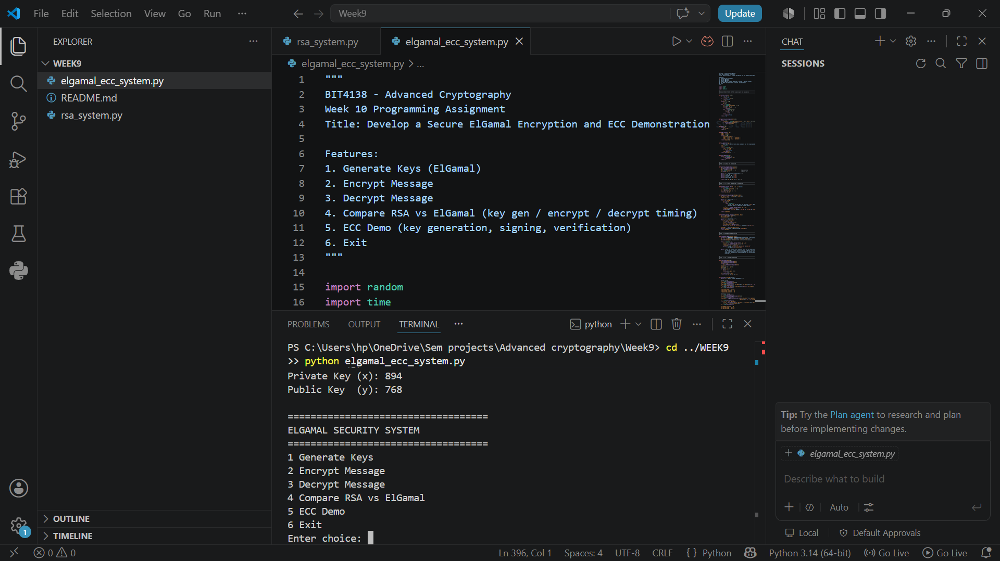 File Edit Selection View Go Run ···
Week9
Update
EXPLORER
WEEK9
elgamal_ecc_system.py
README.md
rsa_system.py
OUTLINE
TIMELINE
rsa_system.py
elgamal_ecc_system.py
elgamal_ecc_system.py > ...
1 """
2 BIT4138 - Advanced Cryptography
3 Week 10 Programming Assignment
4 Title: Develop a Secure ElGamal Encryption and ECC Demonstration System
5
6 Features:
7 1. Generate Keys (ElGamal)
8 2. Encrypt Message
9 3. Decrypt Message
10 4. Compare RSA vs ElGamal (key gen / encrypt / decrypt timing)
11 5. ECC Demo (key generation, signing, verification)
12 6. Exit
13 """
14
15 import random
16 import time
PROBLEMS OUTPUT TERMINAL ···
python
PS C:\Users\hp\OneDrive\Sem projects\Advanced cryptography\Week9> cd ../WEEK9
>> python elgamal_ecc_system.py
Private Key (x): 894
Public Key  (y): 768
===================================
ELGAMAL SECURITY SYSTEM
===================================
1 Generate Keys
2 Encrypt Message
3 Decrypt Message
4 Compare RSA vs ElGamal
5 ECC Demo
6 Exit
Enter choice:
CHAT
SESSIONS
Tip: Try the Plan agent to research and plan
before implementing changes.
elgamal_ecc_system.py
Describe what to build
Auto
Local Default Approvals
1
0 0
Ln 396, Col 1 Spaces: 4 UTF-8 CRLF {} Python Python 3.14 (64-bit) Go Live Go Live